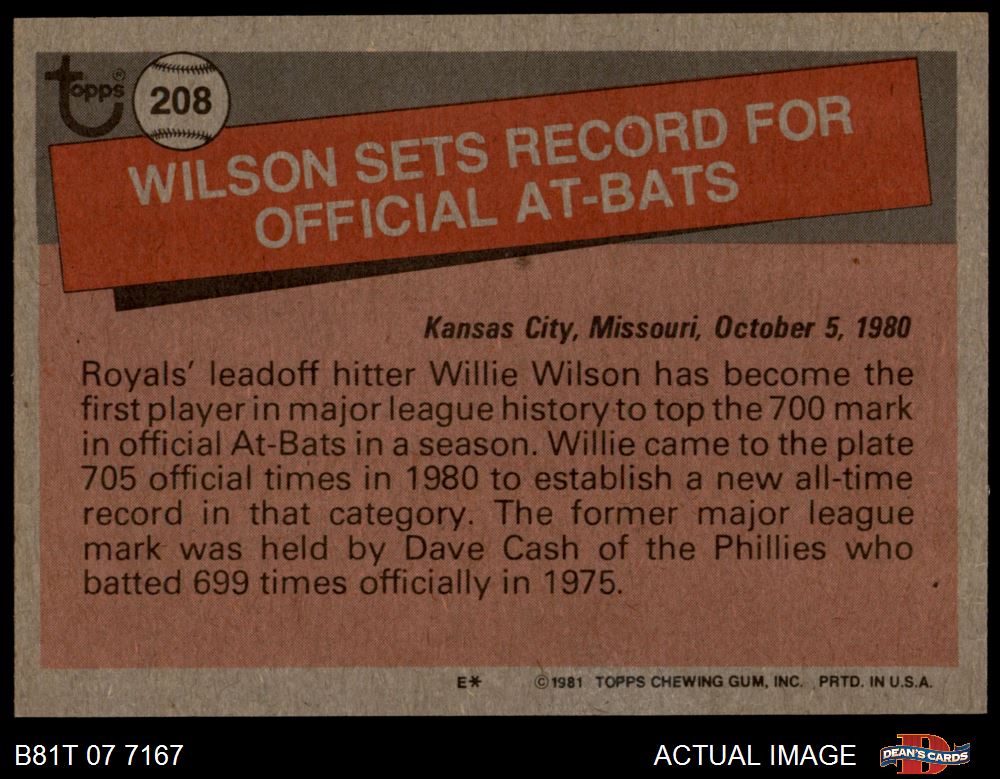 topps®
208
WILSON SETS RECORD FOR
OFFICIAL AT-BATS
Kansas City, Missouri, October 5, 1980
Royals' leadoff hitter Willie Wilson has become the
first player in major league history to top the 700 mark
in official At-Bats in a season. Willie came to the plate
705 official times in 1980 to establish a new all-time
record in that category. The former major league
mark was held by Dave Cash of the Phillies who
batted 699 times officially in 1975.
E* ©1981 TOPPS CHEWING GUM, INC. PRTD. IN U.S.A.
B81T 07 7167 ACTUAL IMAGE DEAN'S CARDS